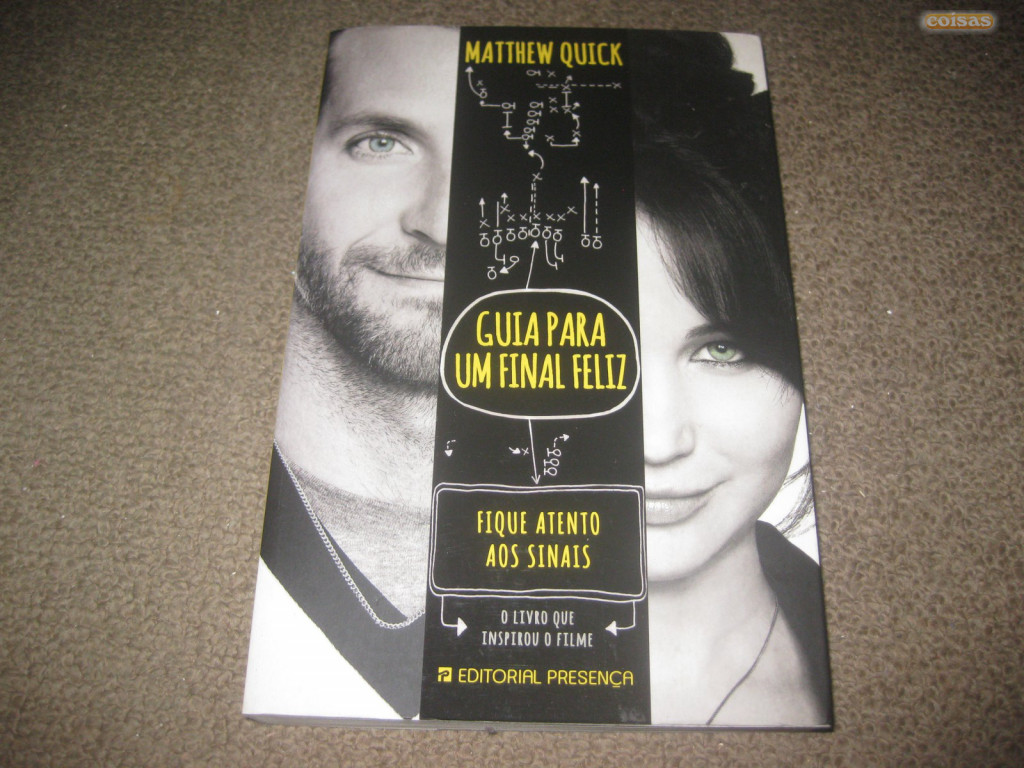 coisas
MATTHEW QUICK
GUIA PARA
UM FINAL FELIZ
FIQUE ATENTO
AOS SINAIS
O LIVRO QUE
INSPIROU O FILME
EDITORIAL PRESENÇA